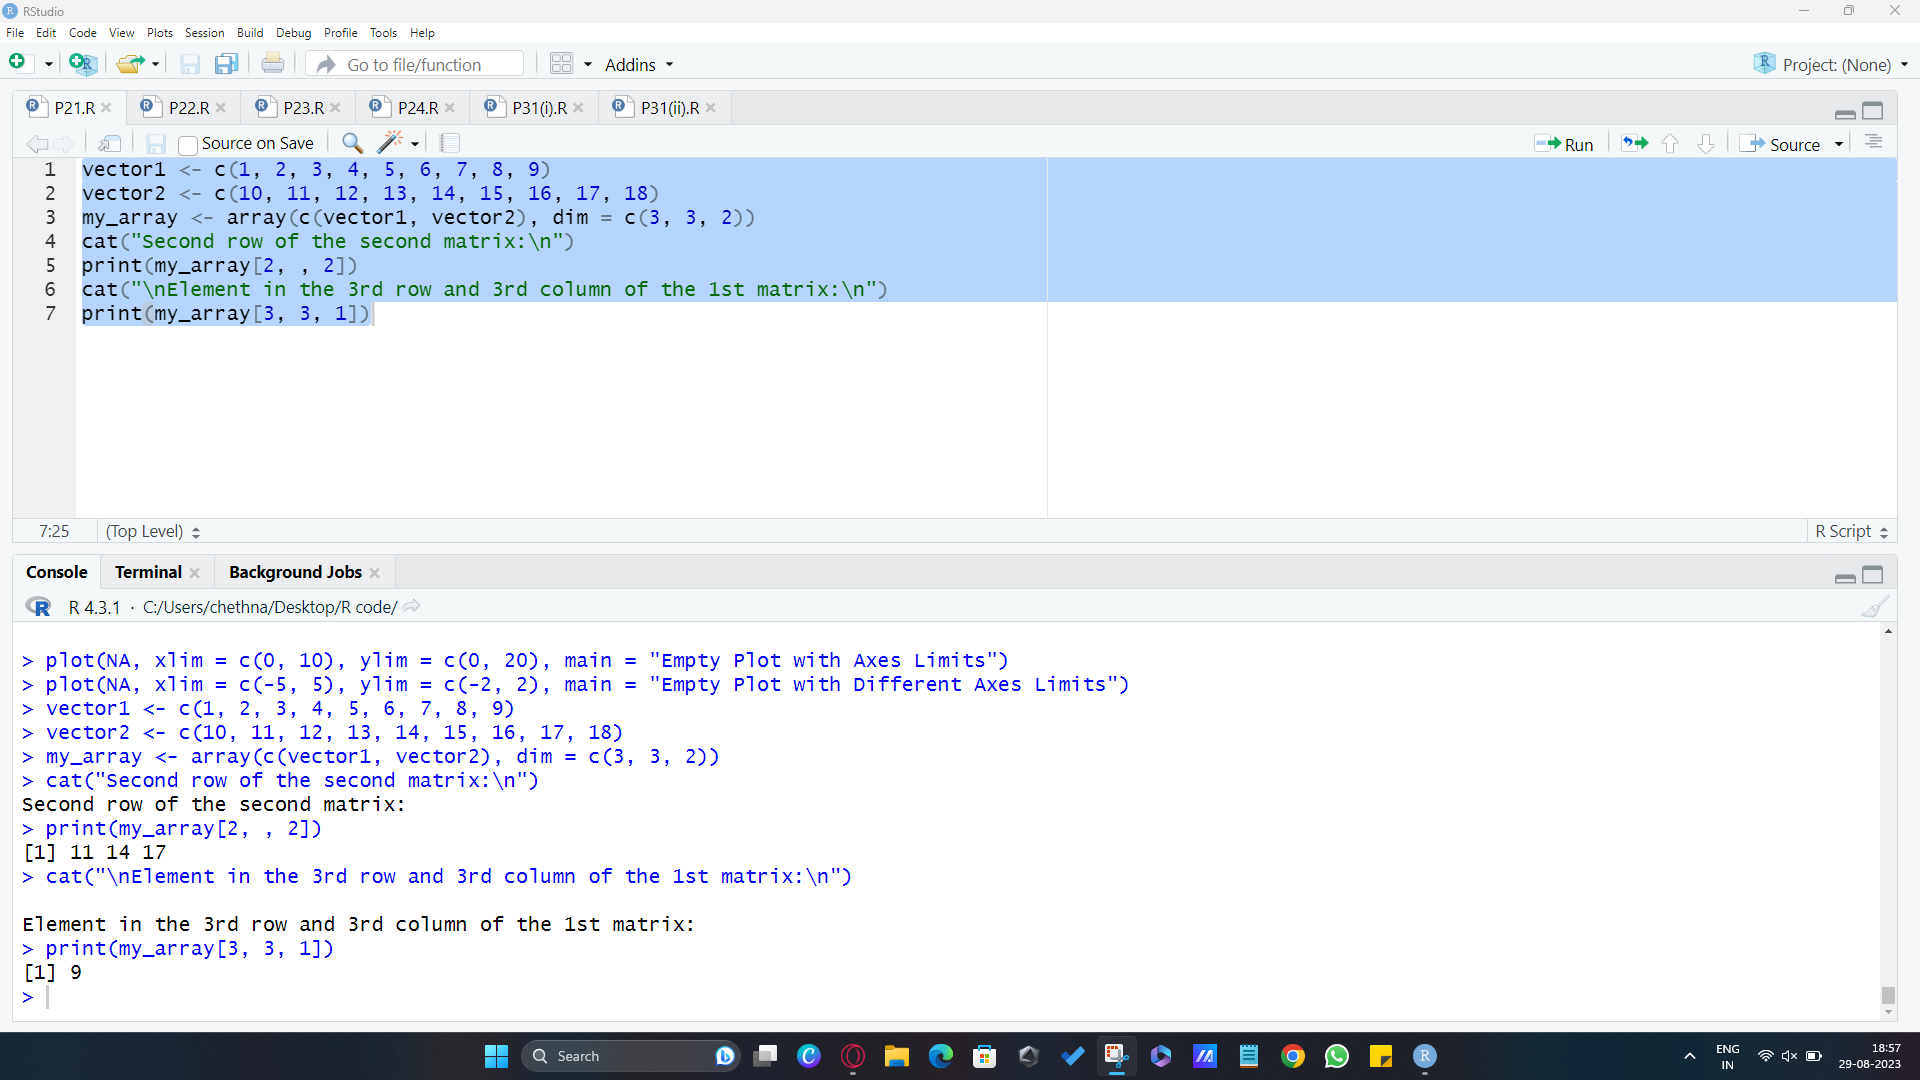 RStudio
File Edit Code View Plots Session Build Debug Profile Tools Help
Go to file/function Addins Project: (None)
P21.R P22.R P23.R P24.R P31(i).R P31(ii).R
Source on Save Run Source
1 vector1 <- c(1, 2, 3, 4, 5, 6, 7, 8, 9)
2 vector2 <- c(10, 11, 12, 13, 14, 15, 16, 17, 18)
3 my_array <- array(c(vector1, vector2), dim = c(3, 3, 2))
4 cat("Second row of the second matrix:\n")
5 print(my_array[2, , 2])
6 cat("\nElement in the 3rd row and 3rd column of the 1st matrix:\n")
7 print(my_array[3, 3, 1])
7:25 (Top Level) R Script
Console Terminal Background Jobs
R 4.3.1 · C:/Users/chethna/Desktop/R code/
> plot(NA, xlim = c(0, 10), ylim = c(0, 20), main = "Empty Plot with Axes Limits")
> plot(NA, xlim = c(-5, 5), ylim = c(-2, 2), main = "Empty Plot with Different Axes Limits")
> vector1 <- c(1, 2, 3, 4, 5, 6, 7, 8, 9)
> vector2 <- c(10, 11, 12, 13, 14, 15, 16, 17, 18)
> my_array <- array(c(vector1, vector2), dim = c(3, 3, 2))
> cat("Second row of the second matrix:\n")
Second row of the second matrix:
> print(my_array[2, , 2])
[1] 11 14 17
> cat("\nElement in the 3rd row and 3rd column of the 1st matrix:\n")
Element in the 3rd row and 3rd column of the 1st matrix:
> print(my_array[3, 3, 1])
[1] 9
>
Search ENG 18:57
IN 29-08-2023